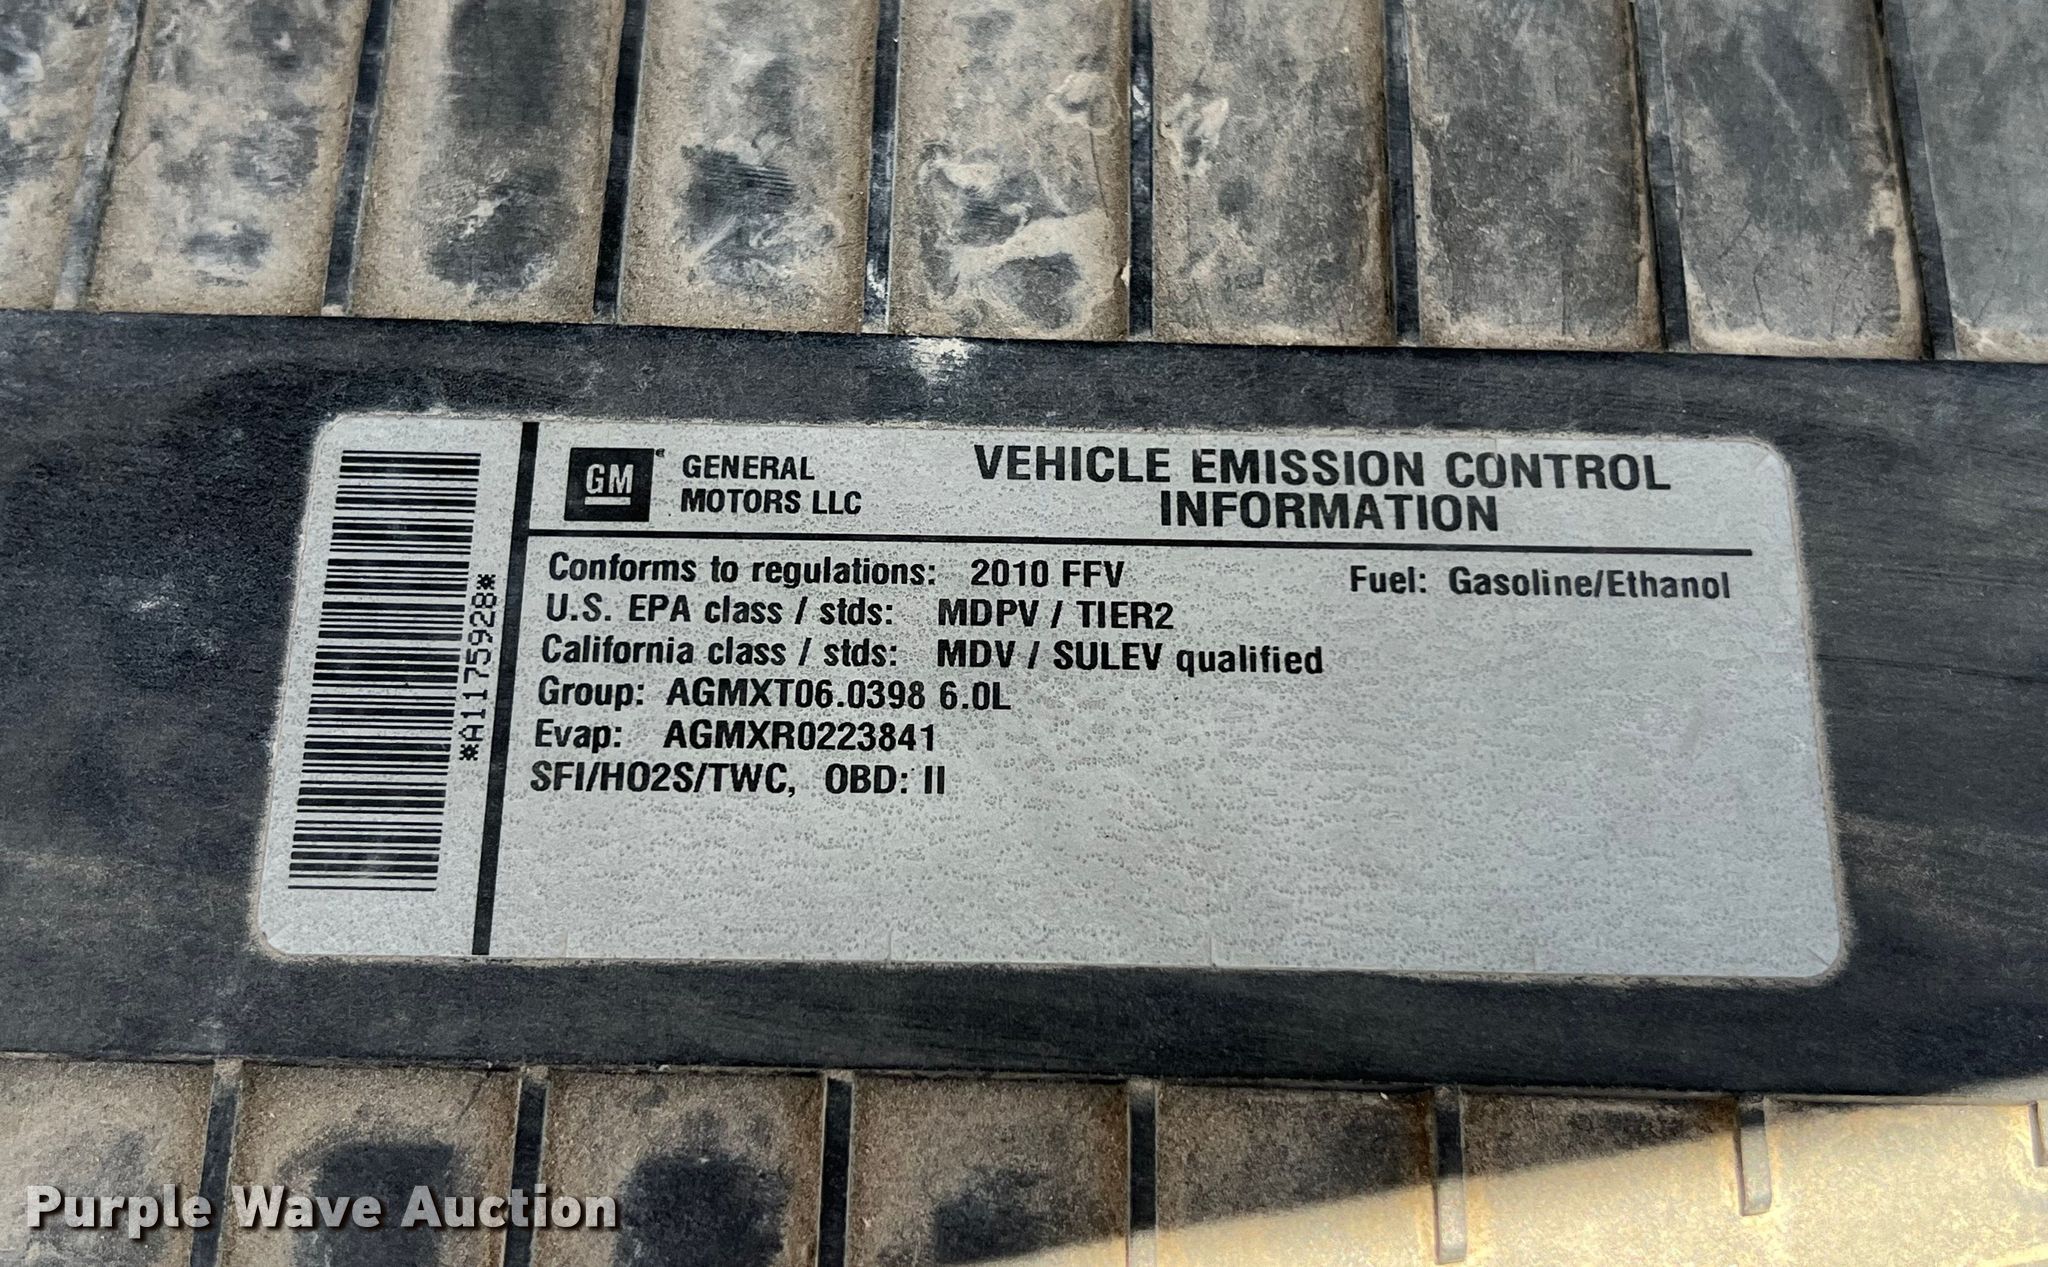 *A1175928*
GM
GENERAL
MOTORS LLC
VEHICLE EMISSION CONTROL
INFORMATION
Conforms to regulations: 2010 FFV
Fuel: Gasoline/Ethanol
U.S. EPA class / stds: MDPV / TIER2
California class / stds: MDV / SULEV qualified
Group: AGMXT06.0398 6.0L
Evap: AGMXR0223841
SFI/HO2S/TWC, OBD: II
Purple Wave Auction